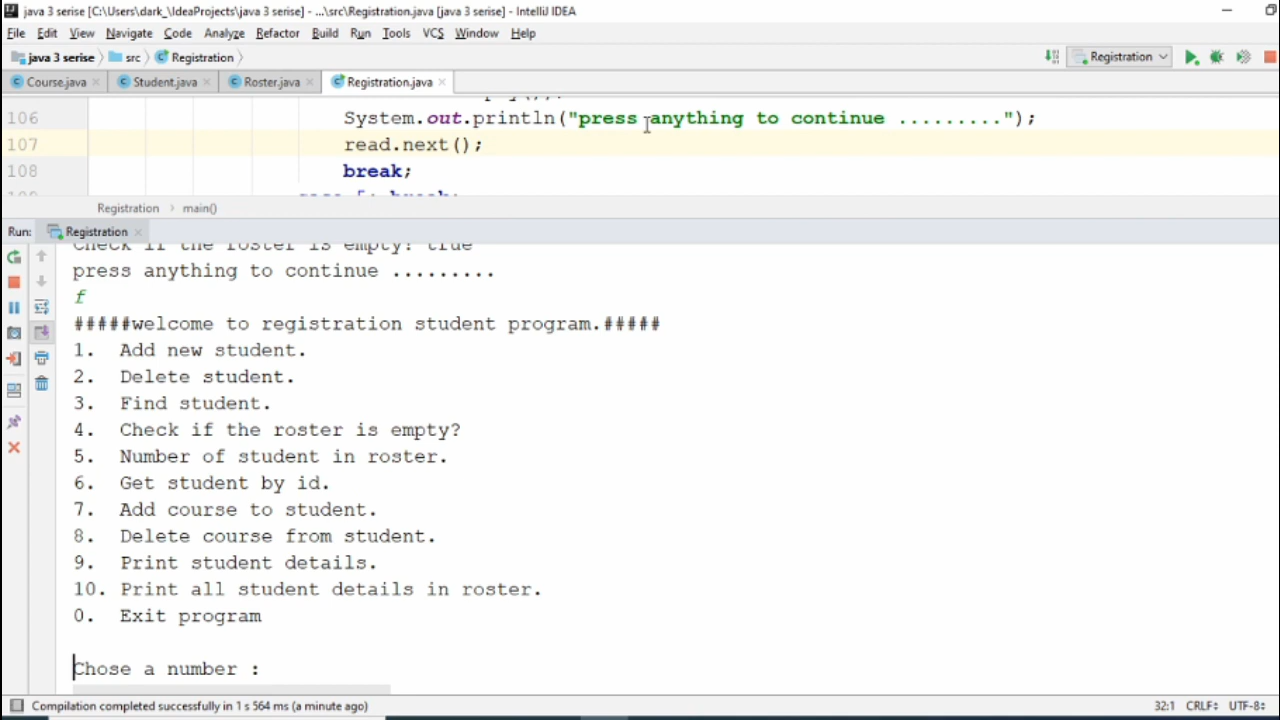 java 3 serise [C:\Users\dark_\IdeaProjects\java 3 serise] - ...\src\Registration.java [java 3 serise] - IntelliJ IDEA
File Edit View Navigate Code Analyze Refactor Build Run Tools VCS Window Help
java 3 serise src Registration Registration
Course.java Student.java Roster.java Registration.java
106 System.out.println("press anything to continue .........");
107 read.next();
108 break;
Registration main()
Run: Registration
Check if the roster is empty? true
press anything to continue .........
f
#####welcome to registration student program.#####
1. Add new student.
2. Delete student.
3. Find student.
4. Check if the roster is empty?
5. Number of student in roster.
6. Get student by id.
7. Add course to student.
8. Delete course from student.
9. Print student details.
10. Print all student details in roster.
0. Exit program
Chose a number :
Compilation completed successfully in 1 s 564 ms (a minute ago) 32:1 CRLF UTF-8